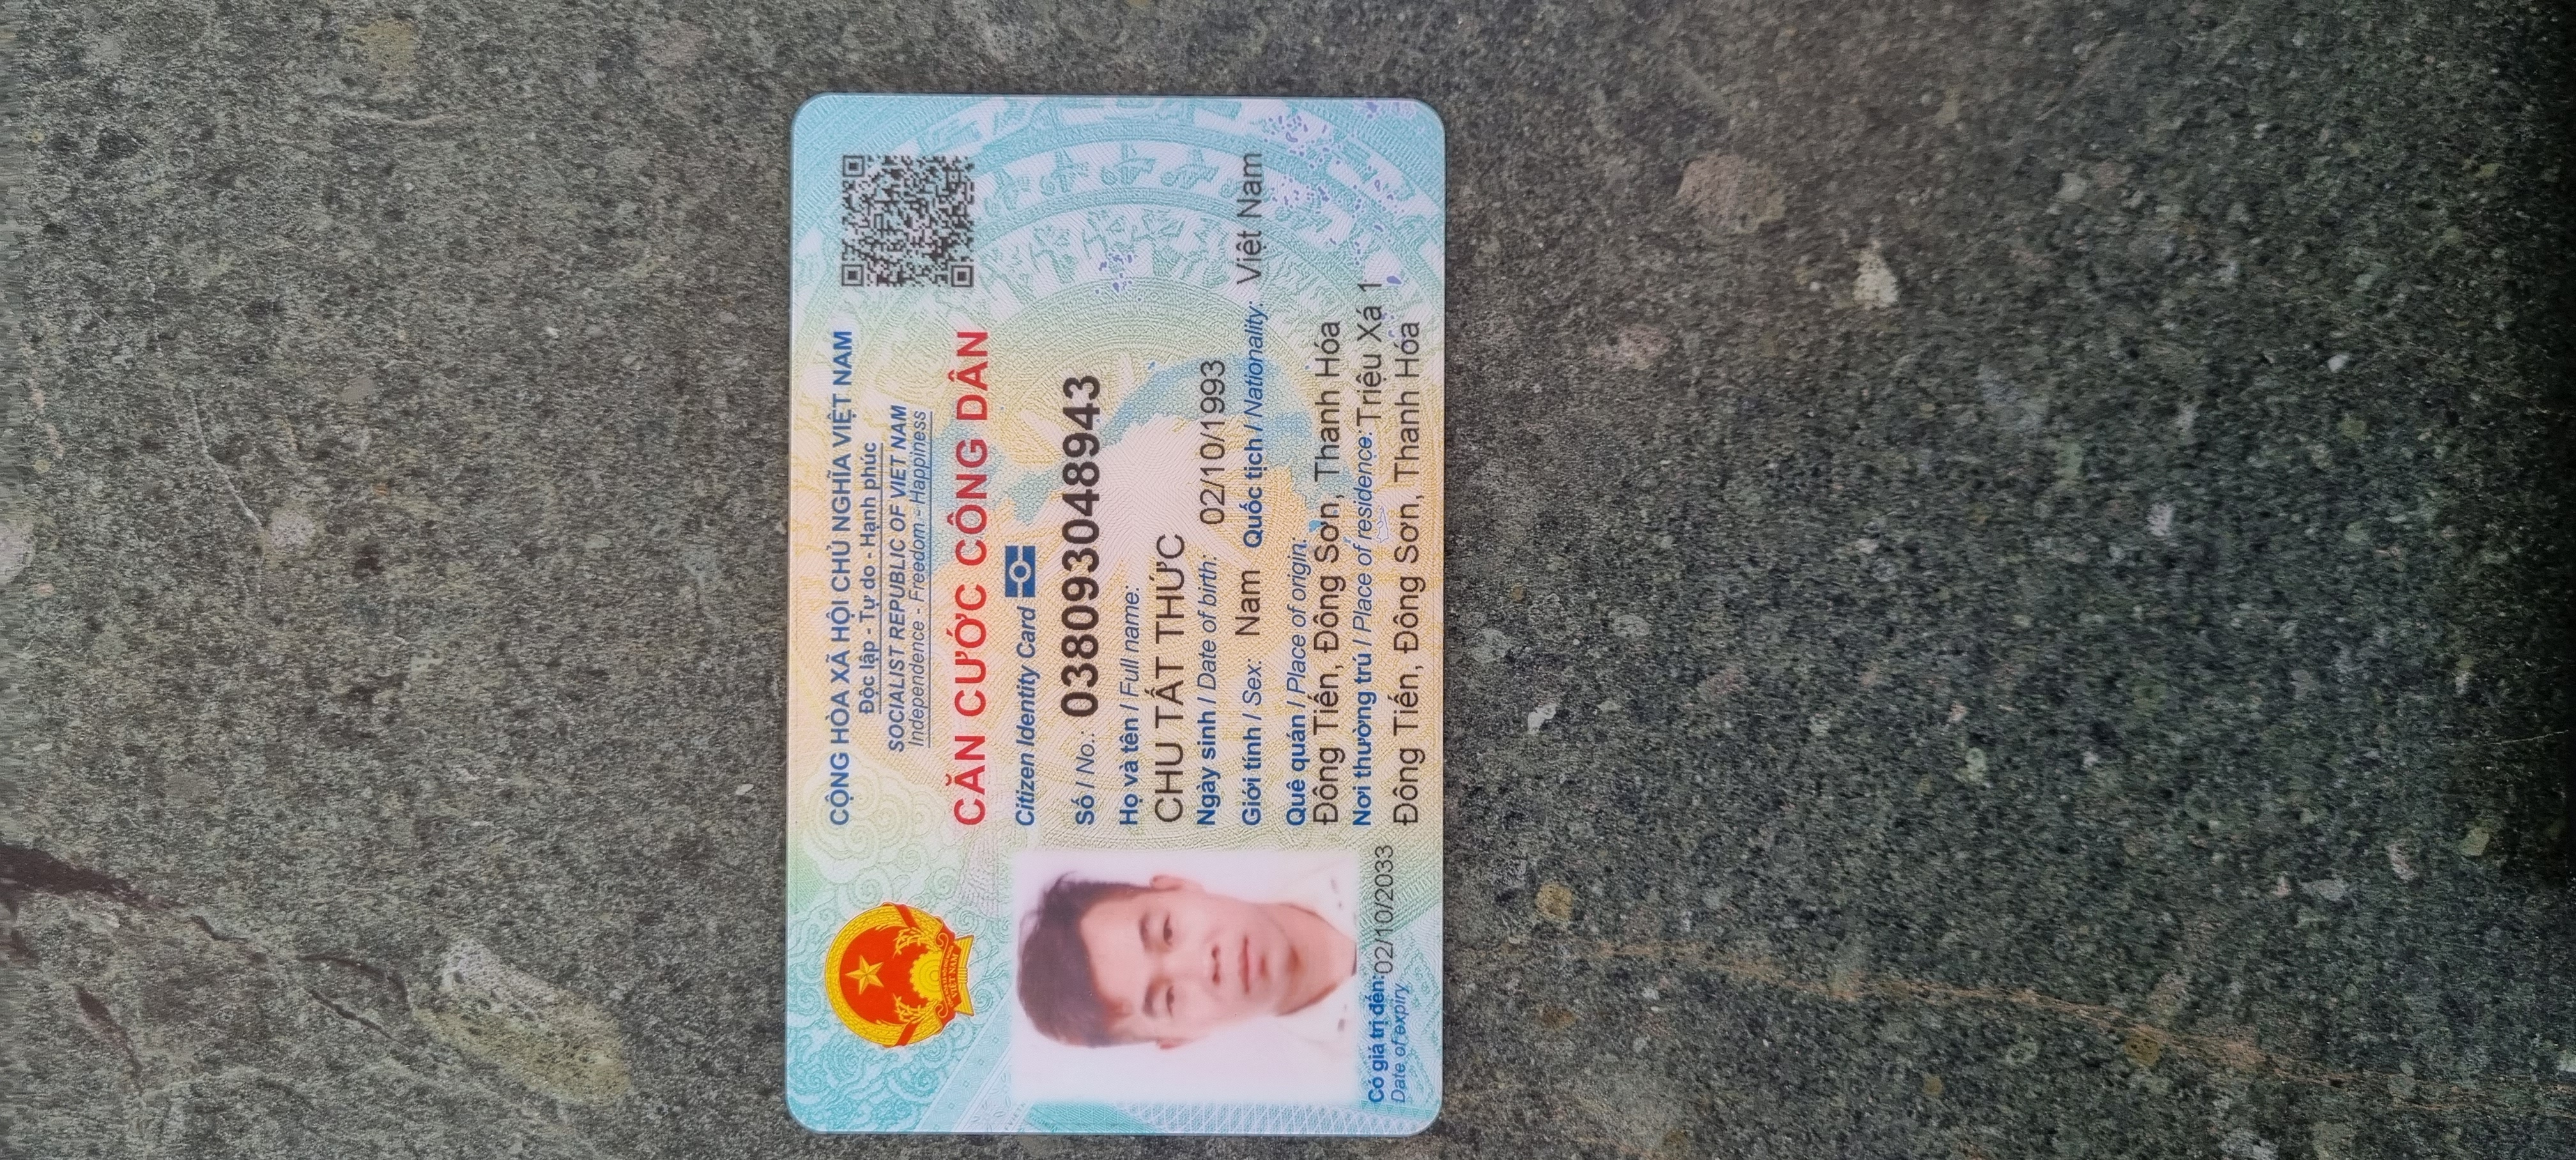 CỘNG HÒA XÃ HỘI CHỦ NGHĨA VIỆT NAM
Độc lập - Tự do - Hạnh phúc
SOCIALIST REPUBLIC OF VIET NAM
Independence - Freedom - Happiness
CĂN CƯỚC CÔNG DÂN
Citizen Identity Card
Số / No.: 038093048943
Họ và tên / Full name:
CHU TẤT THỨC
Ngày sinh / Date of birth: 02/10/1993
Giới tính / Sex: Nam Quốc tịch / Nationality: Việt Nam
Quê quán / Place of origin:
Đông Tiến, Đông Sơn, Thanh Hóa
Nơi thường trú / Place of residence: Triệu Xá 1
Đông Tiến, Đông Sơn, Thanh Hóa
Có giá trị đến: 02/10/2033
Date of expiry
VIỆT NAM